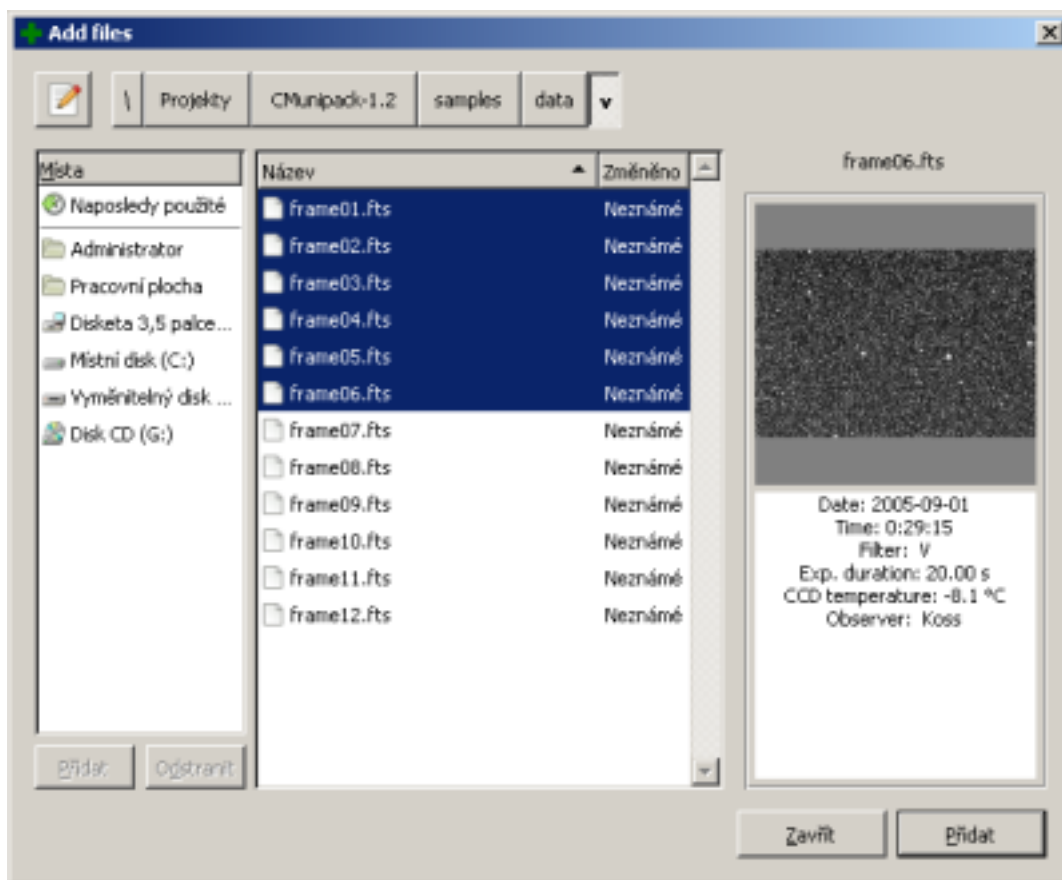 Add files
\ Projekty CMunipack-1.2 samples data v
Místa
Naposledy použité
Administrator
Pracovní plocha
Disketa 3,5 palce...
Místní disk (C:)
Vyměnitelný disk ...
Disk CD (G:)
Přidat Odstranit
Název Změněno
frame01.fts Neznámé
frame02.fts Neznámé
frame03.fts Neznámé
frame04.fts Neznámé
frame05.fts Neznámé
frame06.fts Neznámé
frame07.fts Neznámé
frame08.fts Neznámé
frame09.fts Neznámé
frame10.fts Neznámé
frame11.fts Neznámé
frame12.fts Neznámé
frame06.fts
Date: 2005-09-01
Time: 0:29:15
Filter: V
Exp. duration: 20.00 s
CCD temperature: -8.1 °C
Observer: Koss
Zavřít Přidat